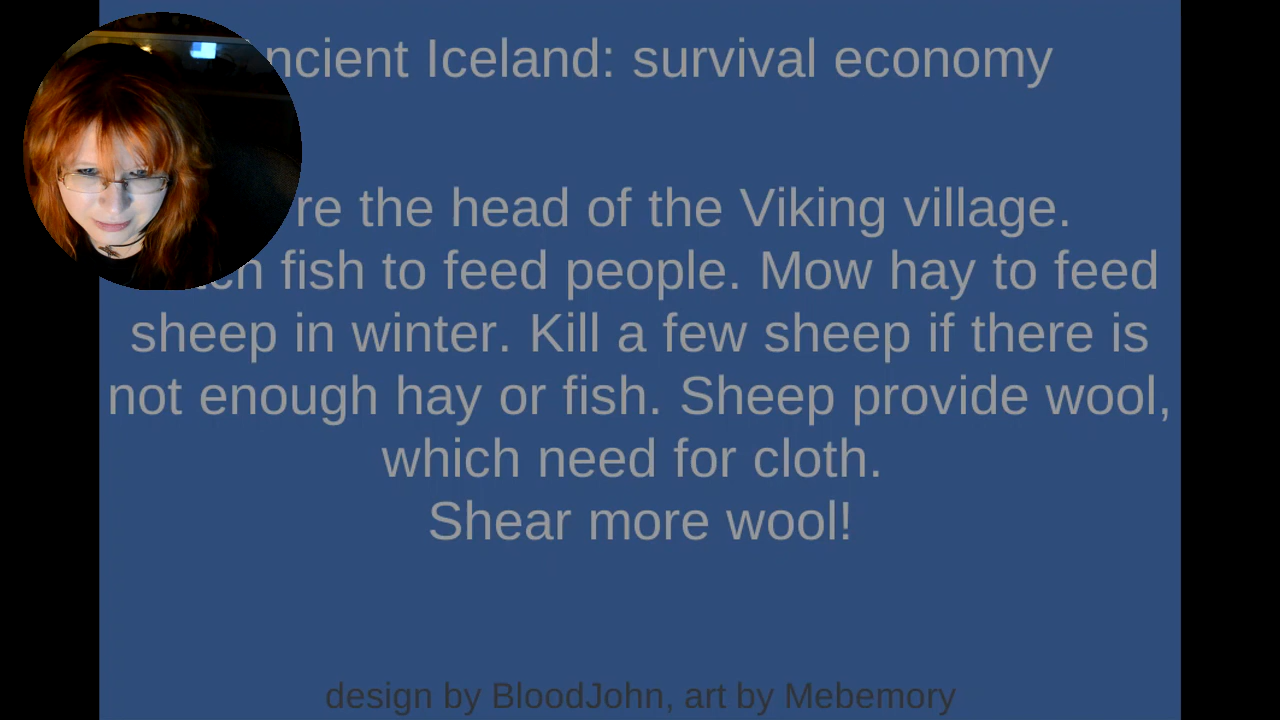 ncient Iceland: survival economy
re the head of the Viking village.
ch fish to feed people. Mow hay to feed
sheep in winter. Kill a few sheep if there is
not enough hay or fish. Sheep provide wool,
which need for cloth.
Shear more wool!
design by BloodJohn, art by Mebemory